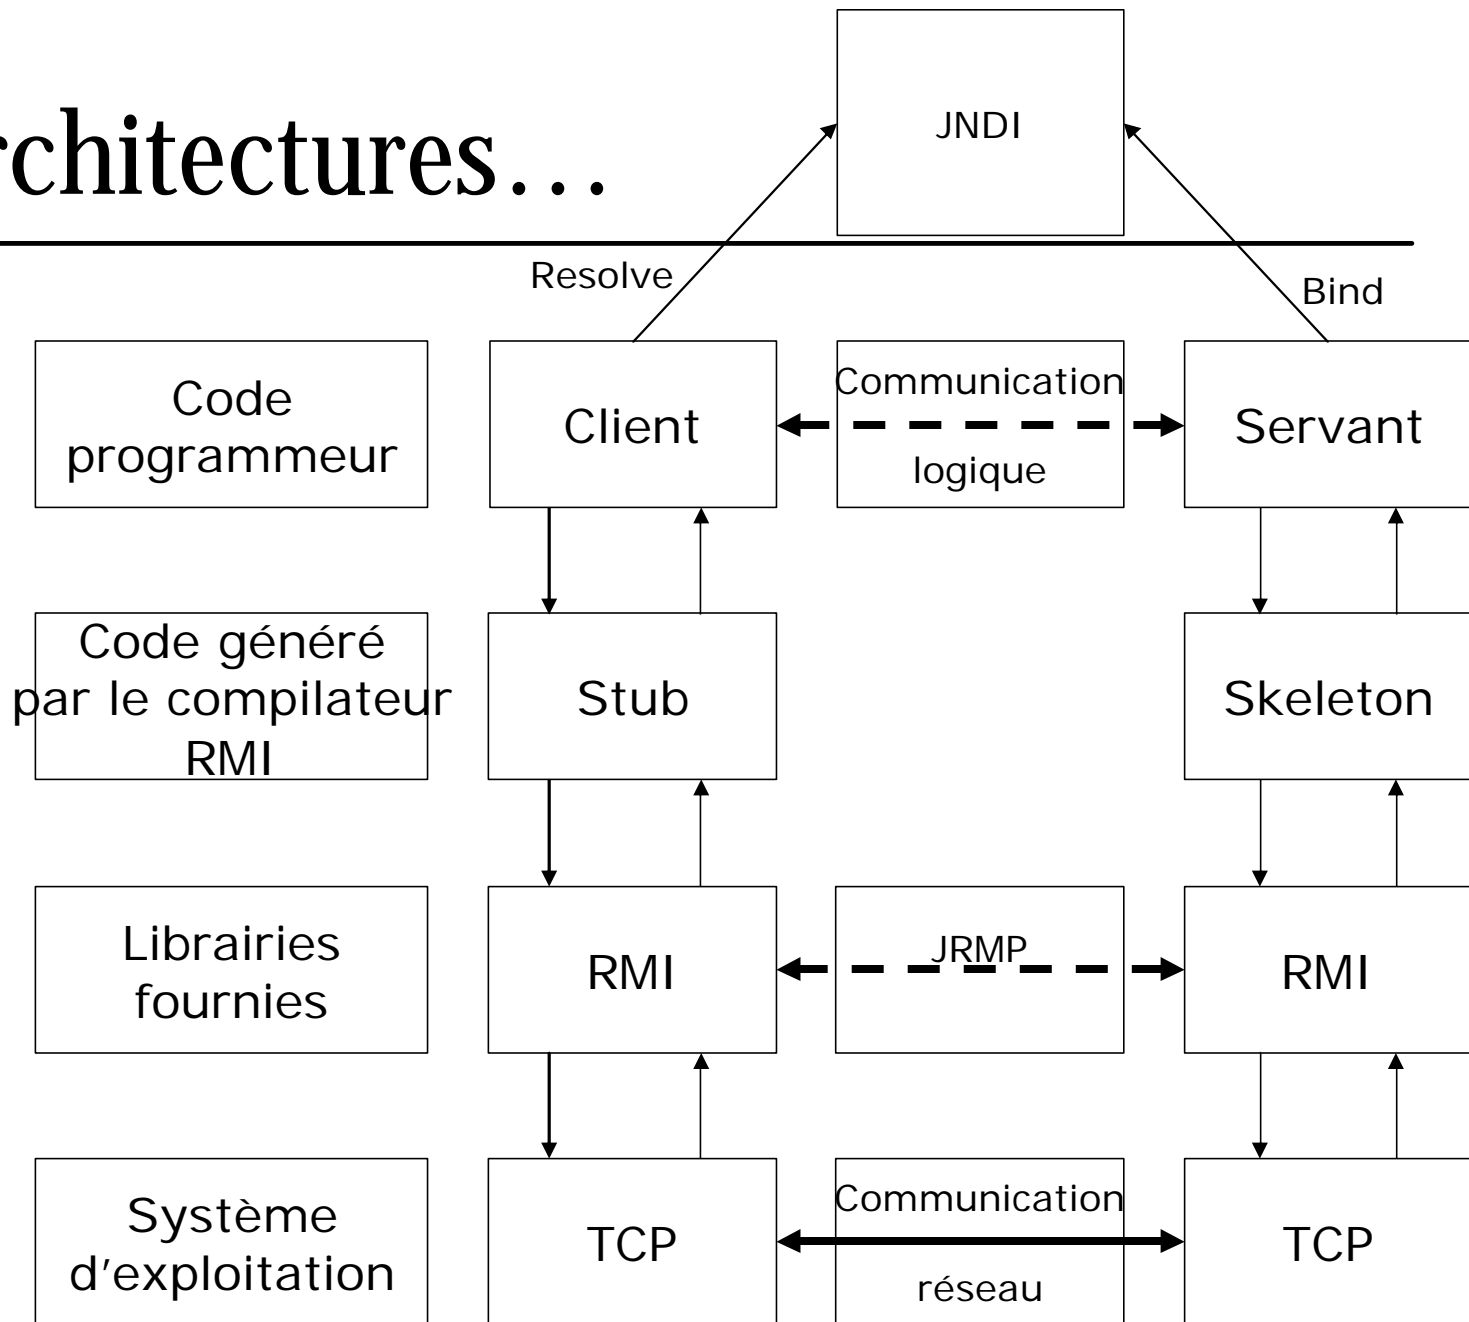 JNDI
rchitectures…
Resolve
Bind
Code
programmeur
Client
Communication
logique
Servant
Code généré
par le compilateur
RMI
Stub
Skeleton
Librairies
fournies
RMI
JRMP
RMI
Système
d'exploitation
TCP
Communication
réseau
TCP